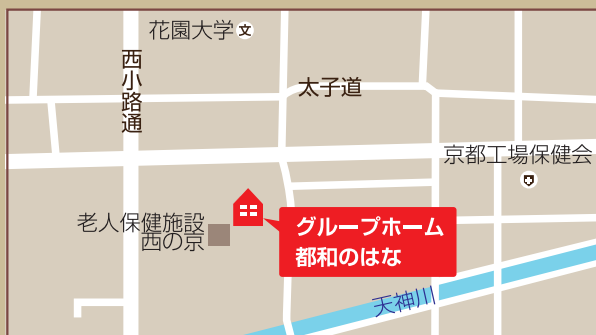 花園大学
文
西小路通
太子道
京都工場保健会
老人保健施設
西の京
グループホーム
都和のはな
天神川